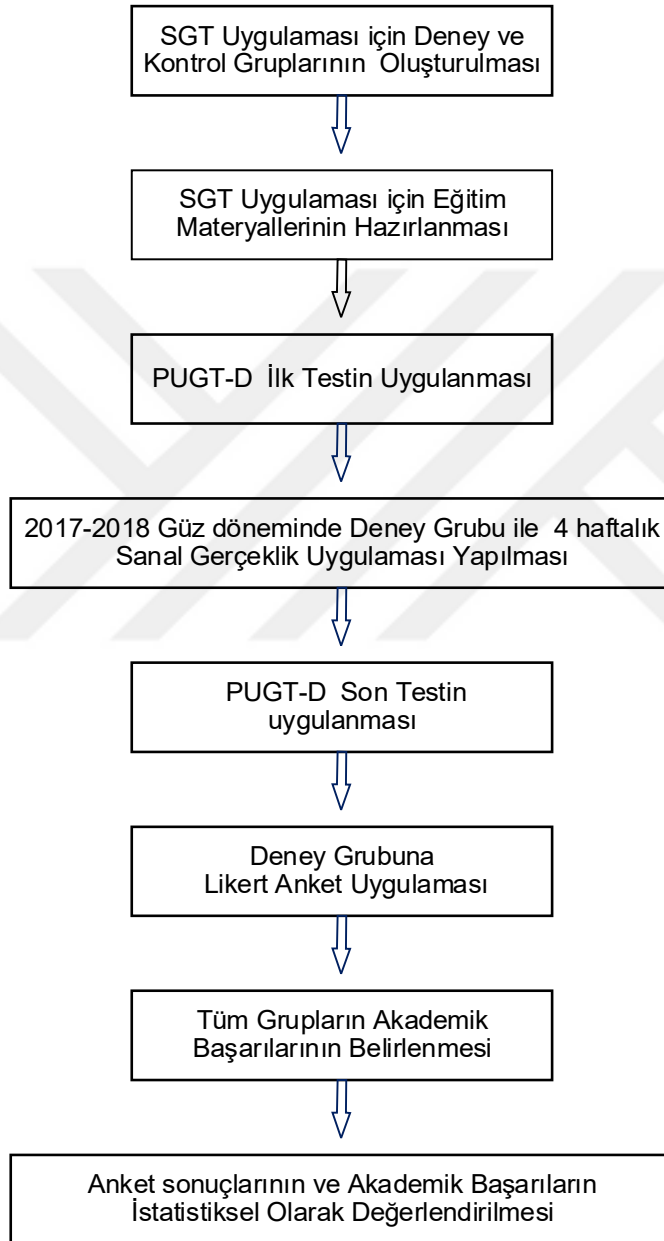 SGT Uygulaması için Deney ve
Kontrol Gruplarının Oluşturulması
SGT Uygulaması için Eğitim
Materyallerinin Hazırlanması
PUGT-D İlk Testin Uygulanması
2017-2018 Güz döneminde Deney Grubu ile 4 haftalık
Sanal Gerçeklik Uygulaması Yapılması
PUGT-D Son Testin
uygulanması
Deney Grubuna
Likert Anket Uygulaması
Tüm Grupların Akademik
Başarılarının Belirlenmesi
Anket sonuçlarının ve Akademik Başarıların
İstatistiksel Olarak Değerlendirilmesi